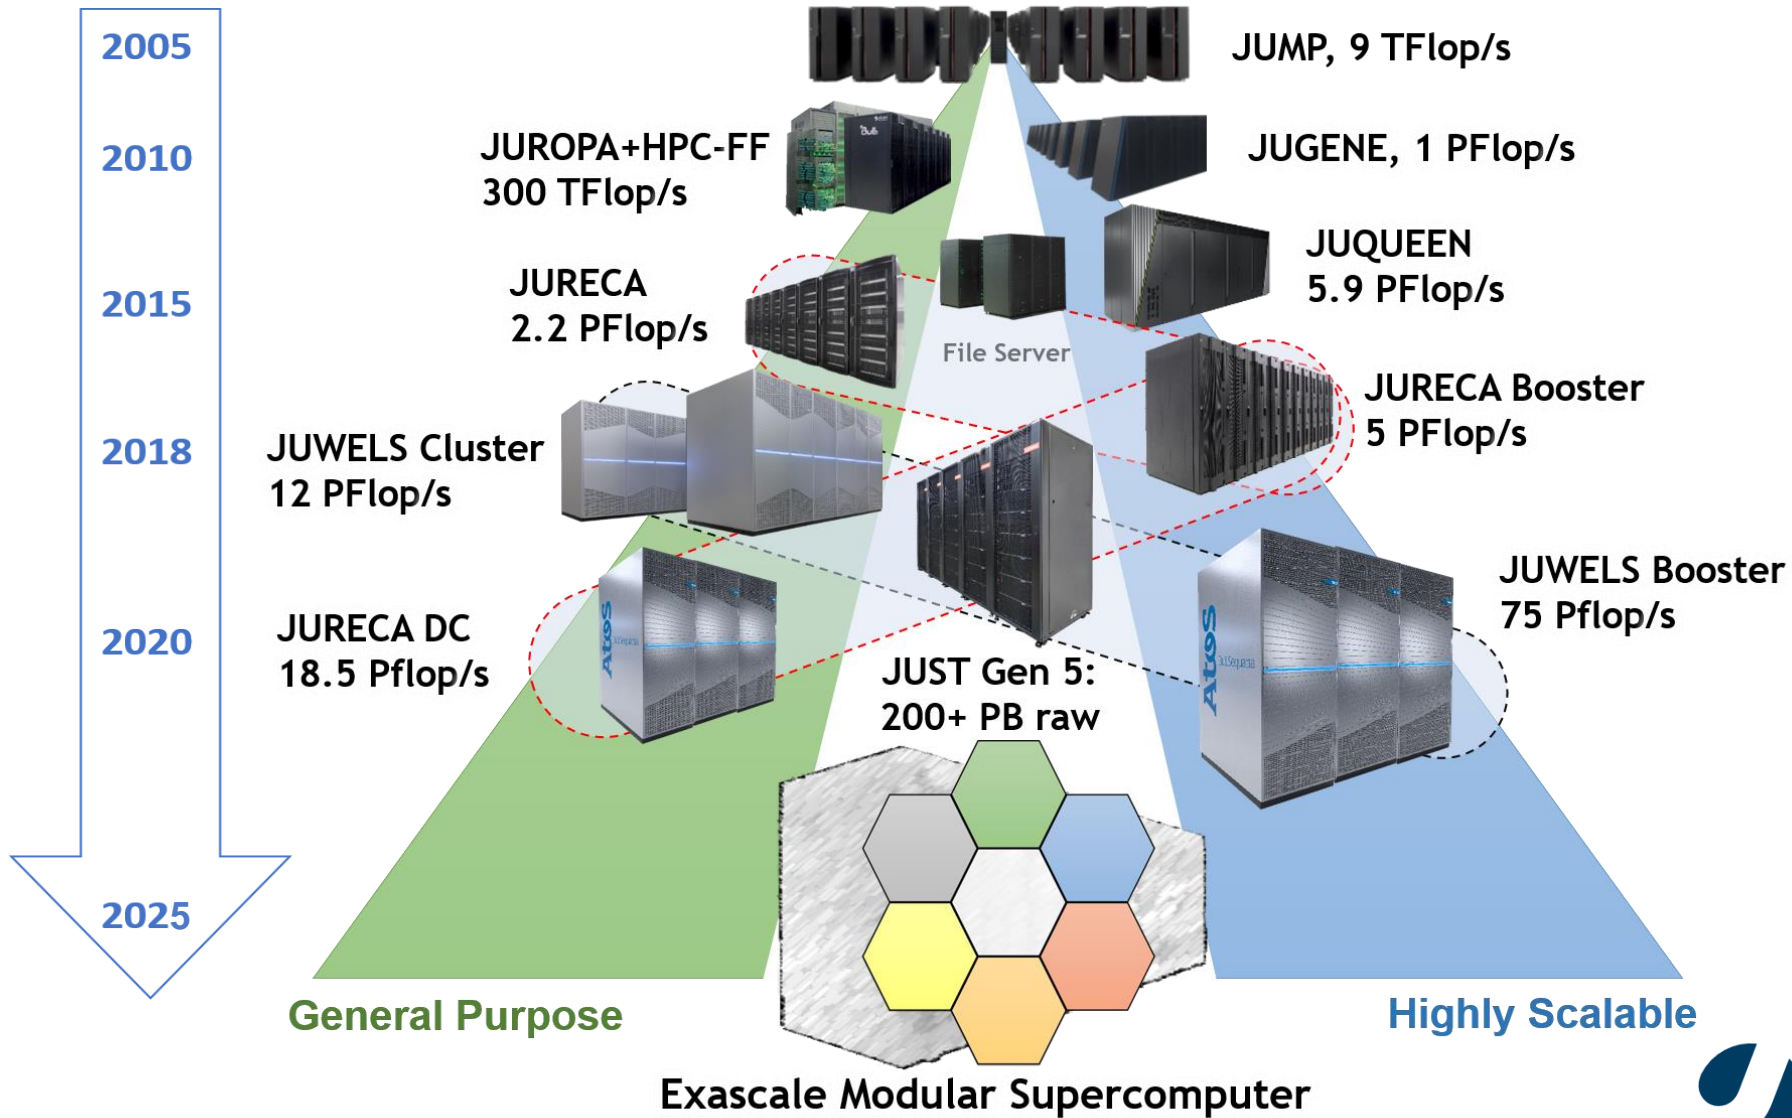 2005
JUMP, 9 TFlop/s
2010
JUROPA+HPC-FF
300 TFlop/s
Bull
JUGENE, 1 PFlop/s
2015
JURECA
2.2 PFlop/s
File Server
JUQUEEN
5.9 PFlop/s
JURECA Booster
5 PFlop/s
2018
JUWELS Cluster
12 PFlop/s
2020
JURECA DC
18.5 Pflop/s
Atos
JUWELS Booster
75 Pflop/s
Atos
JUST Gen 5:
200+ PB raw
2025
General Purpose
Highly Scalable
Exascale Modular Supercomputer